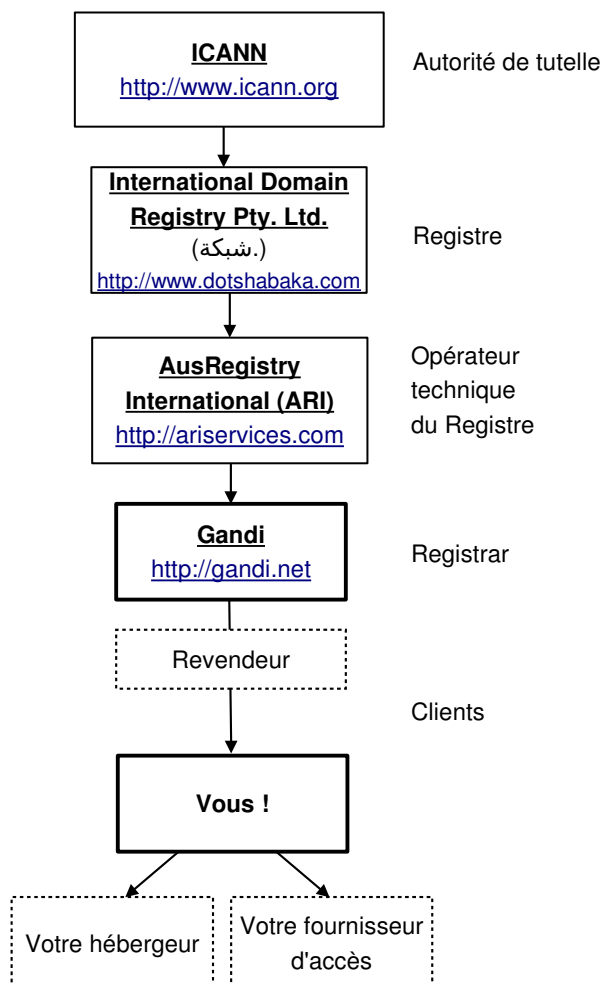 ICANN
http://www.icann.org
Autorité de tutelle
International Domain
Registry Pty. Ltd.
(.شبكة)
http://www.dotshabaka.com
Registre
AusRegistry
International (ARI)
http://ariservices.com
Opérateur
technique
du Registre
Gandi
http://gandi.net
Registrar
Revendeur
Clients
Vous !
Votre hébergeur
Votre fournisseur
d'accès